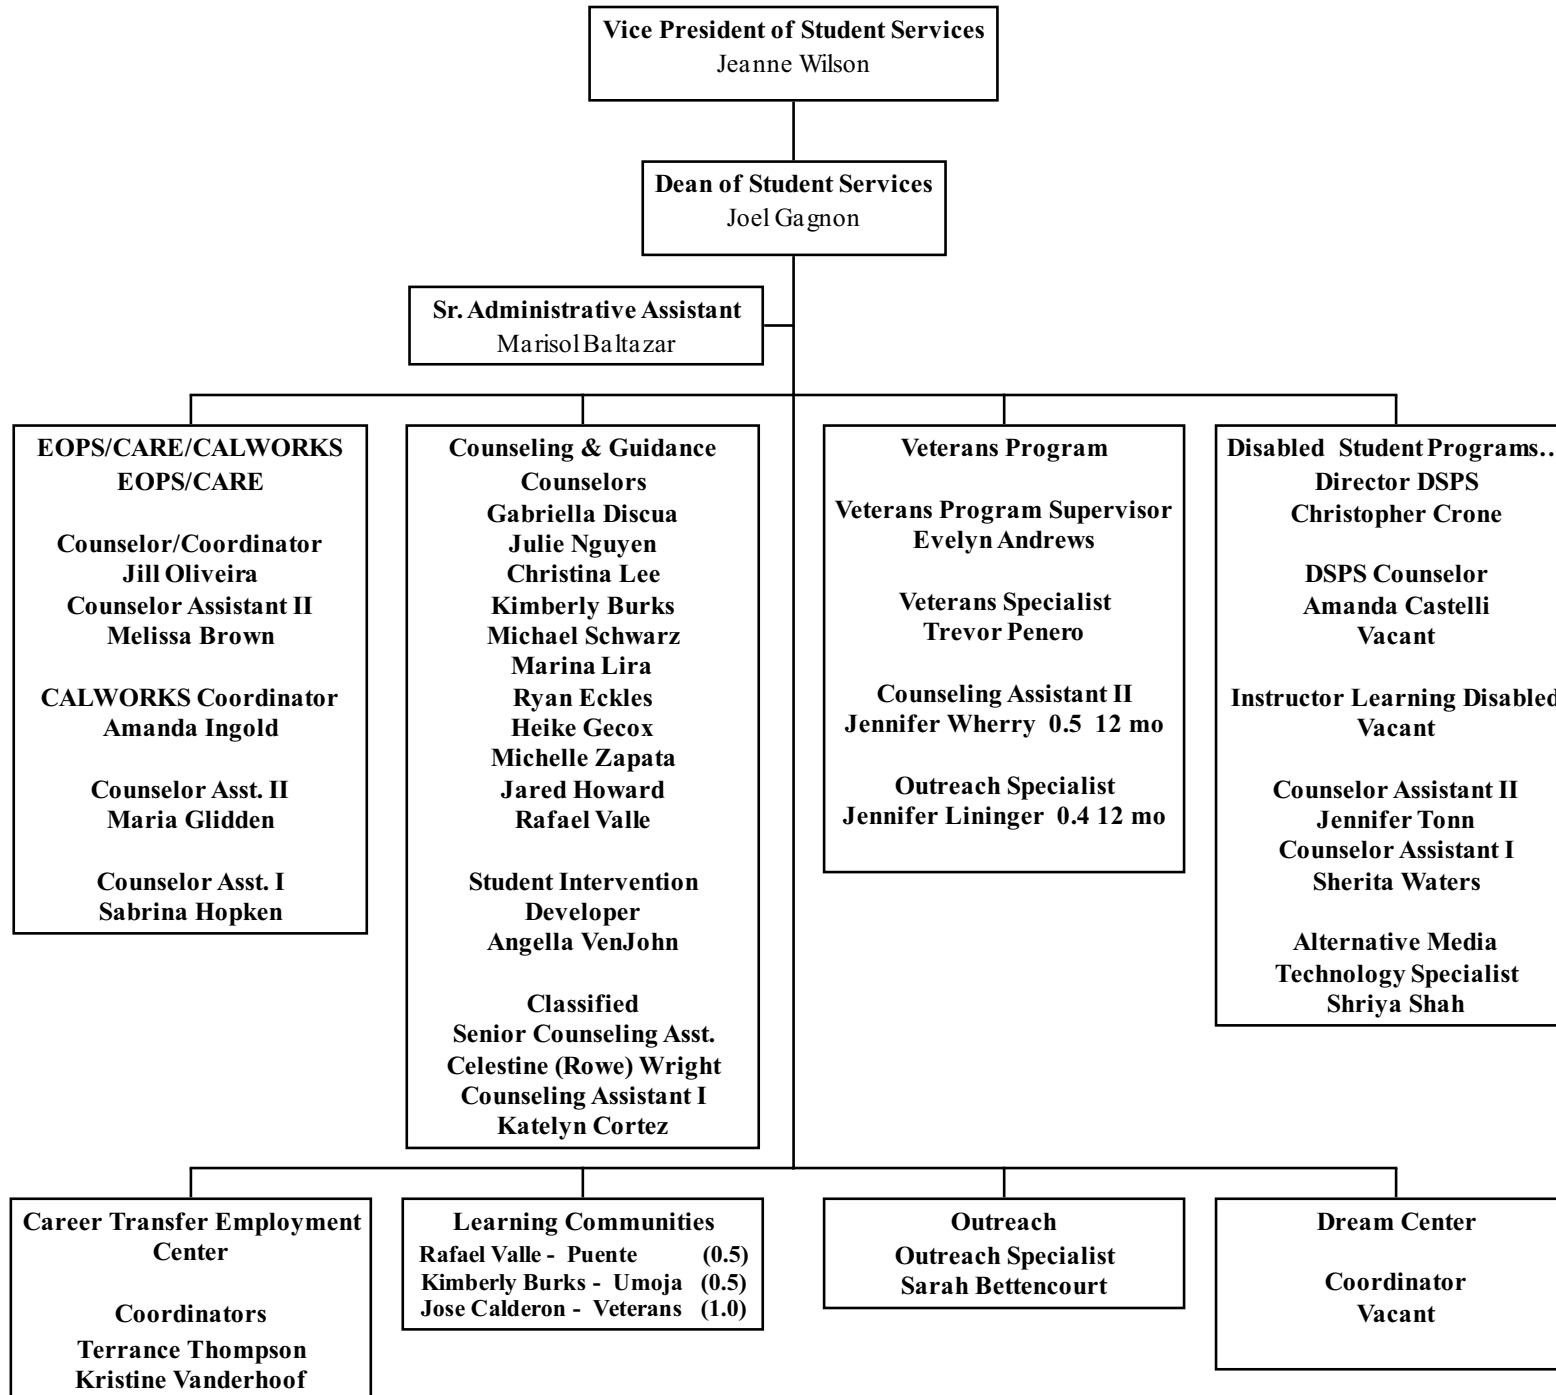 Vice President of Student Services
Jeanne Wilson
Dean of Student Services
Joel Gagnon
Sr. Administrative Assistant
Marisol Baltazar
EOPS/CARE/CALWORKS
EOPS/CARE
Counselor/Coordinator
Jill Oliveira
Counselor Assistant II
Melissa Brown
CALWORKS Coordinator
Amanda Ingold
Counselor Asst. II
Maria Glidden
Counselor Asst. I
Sabrina Hopken
Counseling & Guidance
Counselors
Gabriella Discua
Julie Nguyen
Christina Lee
Kimberly Burks
Michael Schwarz
Marina Lira
Ryan Eckles
Heike Gecox
Michelle Zapata
Jared Howard
Rafael Valle
Student Intervention
Developer
Angella VenJohn
Classified
Senior Counseling Asst.
Celestine (Rowe) Wright
Counseling Assistant I
Katelyn Cortez
Veterans Program
Veterans Program Supervisor
Evelyn Andrews
Veterans Specialist
Trevor Penero
Counseling Assistant II
Jennifer Wherry 0.5 12 mo
Outreach Specialist
Jennifer Lininger 0.4 12 mo
Disabled Student Programs…
Director DSPS
Christopher Crone
DSPS Counselor
Amanda Castelli
Vacant
Instructor Learning Disabled
Vacant
Counselor Assistant II
Jennifer Tonn
Counselor Assistant I
Sherita Waters
Alternative Media
Technology Specialist
Shriya Shah
Career Transfer Employment
Center
Coordinators
Terrance Thompson
Kristine Vanderhoof
Learning Communities
Rafael Valle - Puente (0.5)
Kimberly Burks - Umoja (0.5)
Jose Calderon - Veterans (1.0)
Outreach
Outreach Specialist
Sarah Bettencourt
Dream Center
Coordinator
Vacant